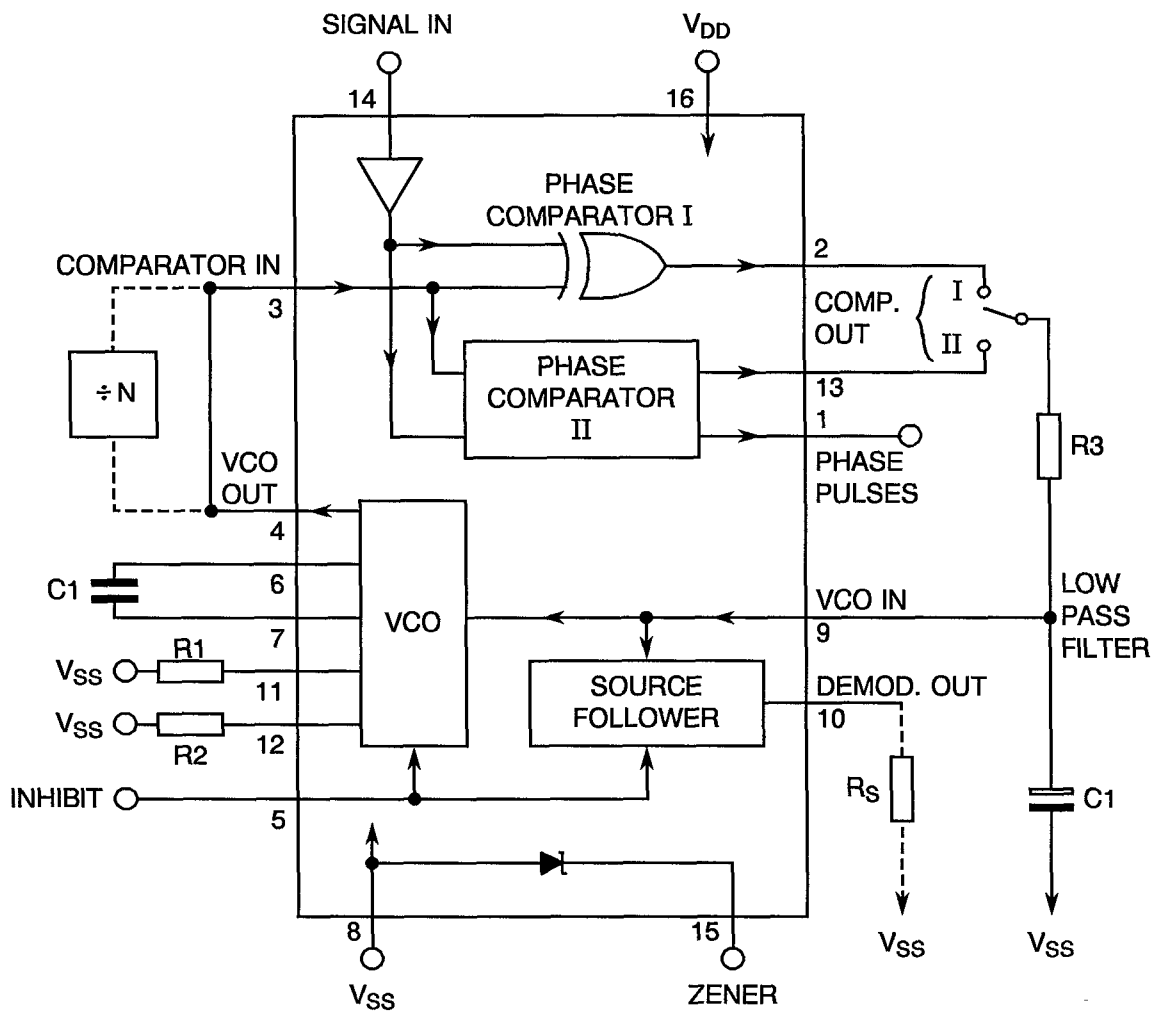 SIGNAL IN
VDD
14
16
PHASE
COMPARATOR I
COMPARATOR IN
3
2
I
COMP.
OUT
II
÷N
PHASE
COMPARATOR
II
13
1
PHASE
PULSES
R3
VCO
OUT
4
C1
6
7
VCO
VCO IN
9
LOW
PASS
FILTER
VSS
R1
11
SOURCE
FOLLOWER
DEMOD. OUT
10
VSS
R2
12
INHIBIT
5
RS
C1
8
15
VSS
VSS
VSS
ZENER